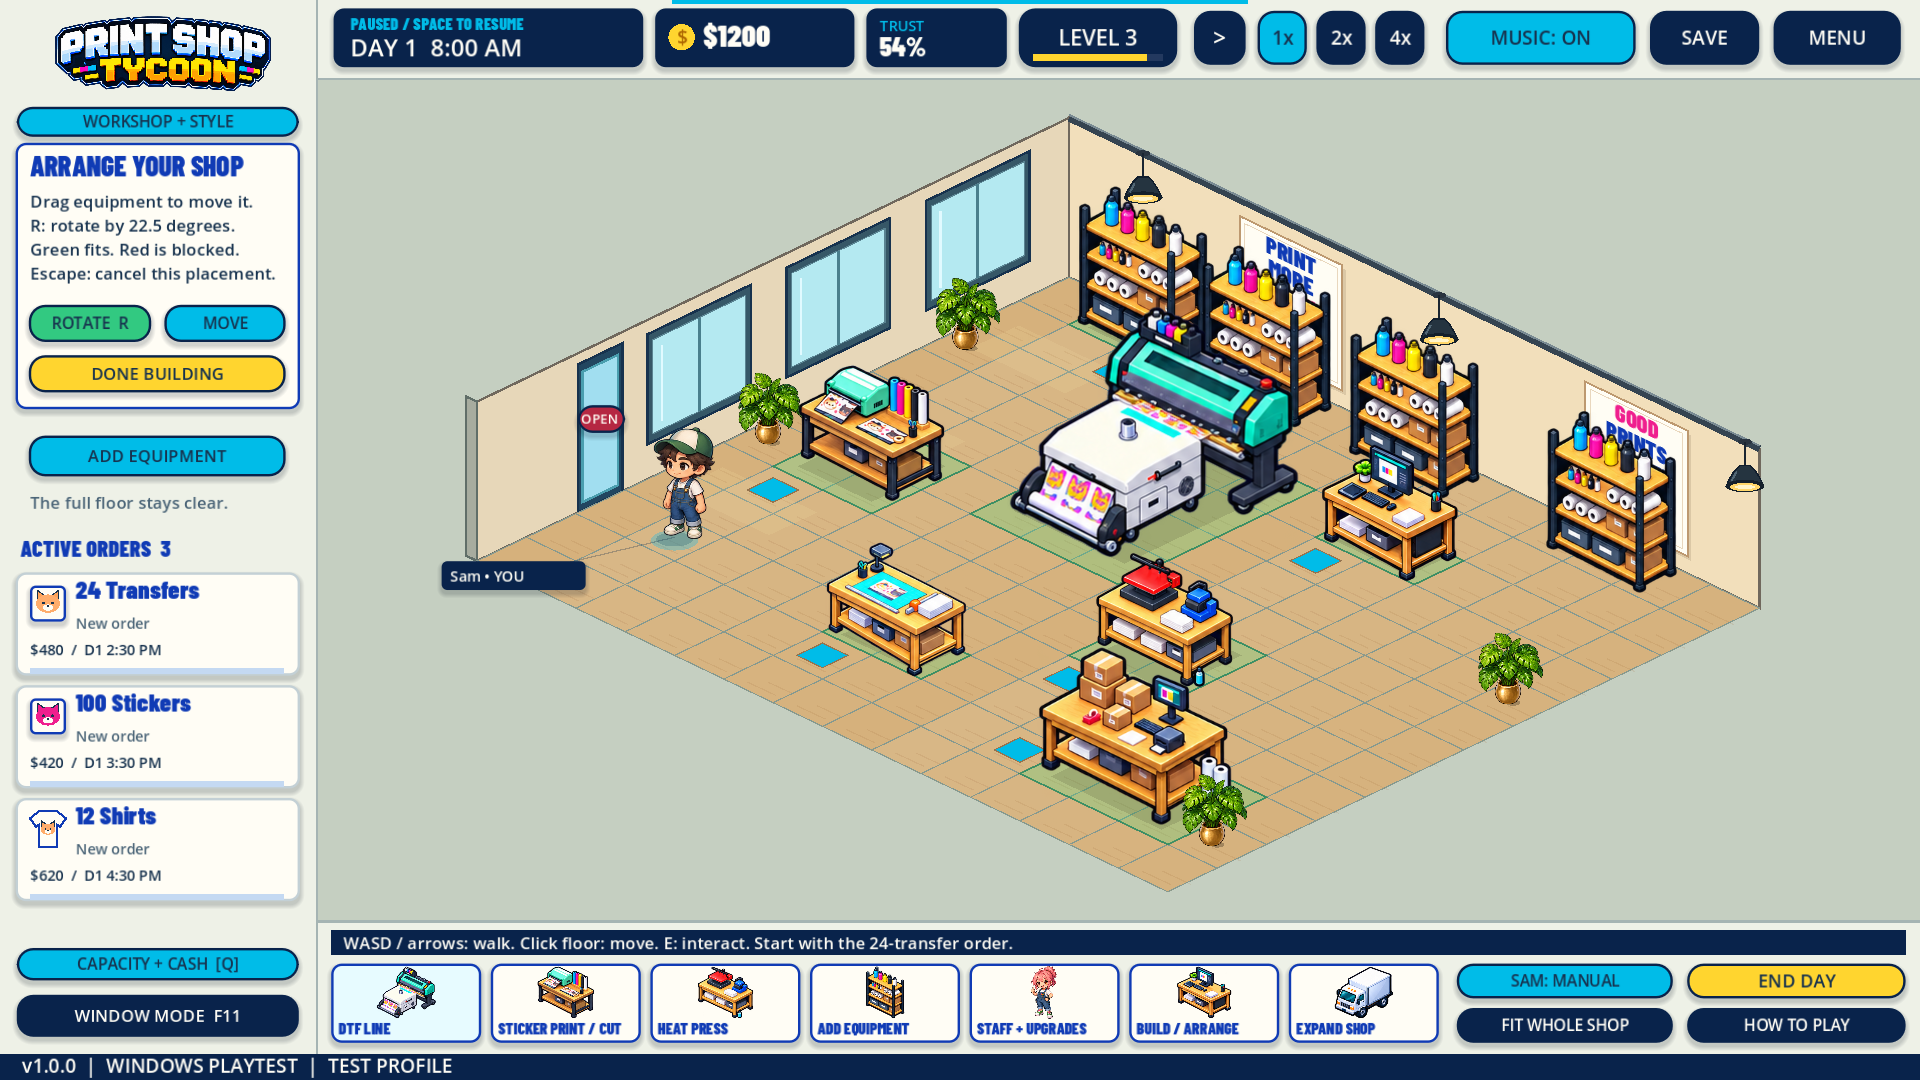 PRINT SHOP
TYCOON
PAUSED / SPACE TO RESUME
DAY 1 8:00 AM
$ $1200
TRUST
54%
LEVEL 3
>
1x
2x
4x
MUSIC: ON
SAVE
MENU
WORKSHOP + STYLE
ARRANGE YOUR SHOP
Drag equipment to move it.
R: rotate by 22.5 degrees.
Green fits. Red is blocked.
Escape: cancel this placement.
ROTATE R
MOVE
DONE BUILDING
ADD EQUIPMENT
The full floor stays clear.
ACTIVE ORDERS 3
24 Transfers
New order
$480 / D1 2:30 PM
100 Stickers
New order
$420 / D1 3:30 PM
12 Shirts
New order
$620 / D1 4:30 PM
CAPACITY + CASH [Q]
WINDOW MODE F11
PRINT
MORE
GOOD
PRINTS
OPEN
Sam • YOU
WASD / arrows: walk. Click floor: move. E: interact. Start with the 24-transfer order.
DTF LINE
STICKER PRINT / CUT
HEAT PRESS
ADD EQUIPMENT
STAFF + UPGRADES
BUILD / ARRANGE
EXPAND SHOP
SAM: MANUAL
END DAY
FIT WHOLE SHOP
HOW TO PLAY
v1.0.0 | WINDOWS PLAYTEST | TEST PROFILE